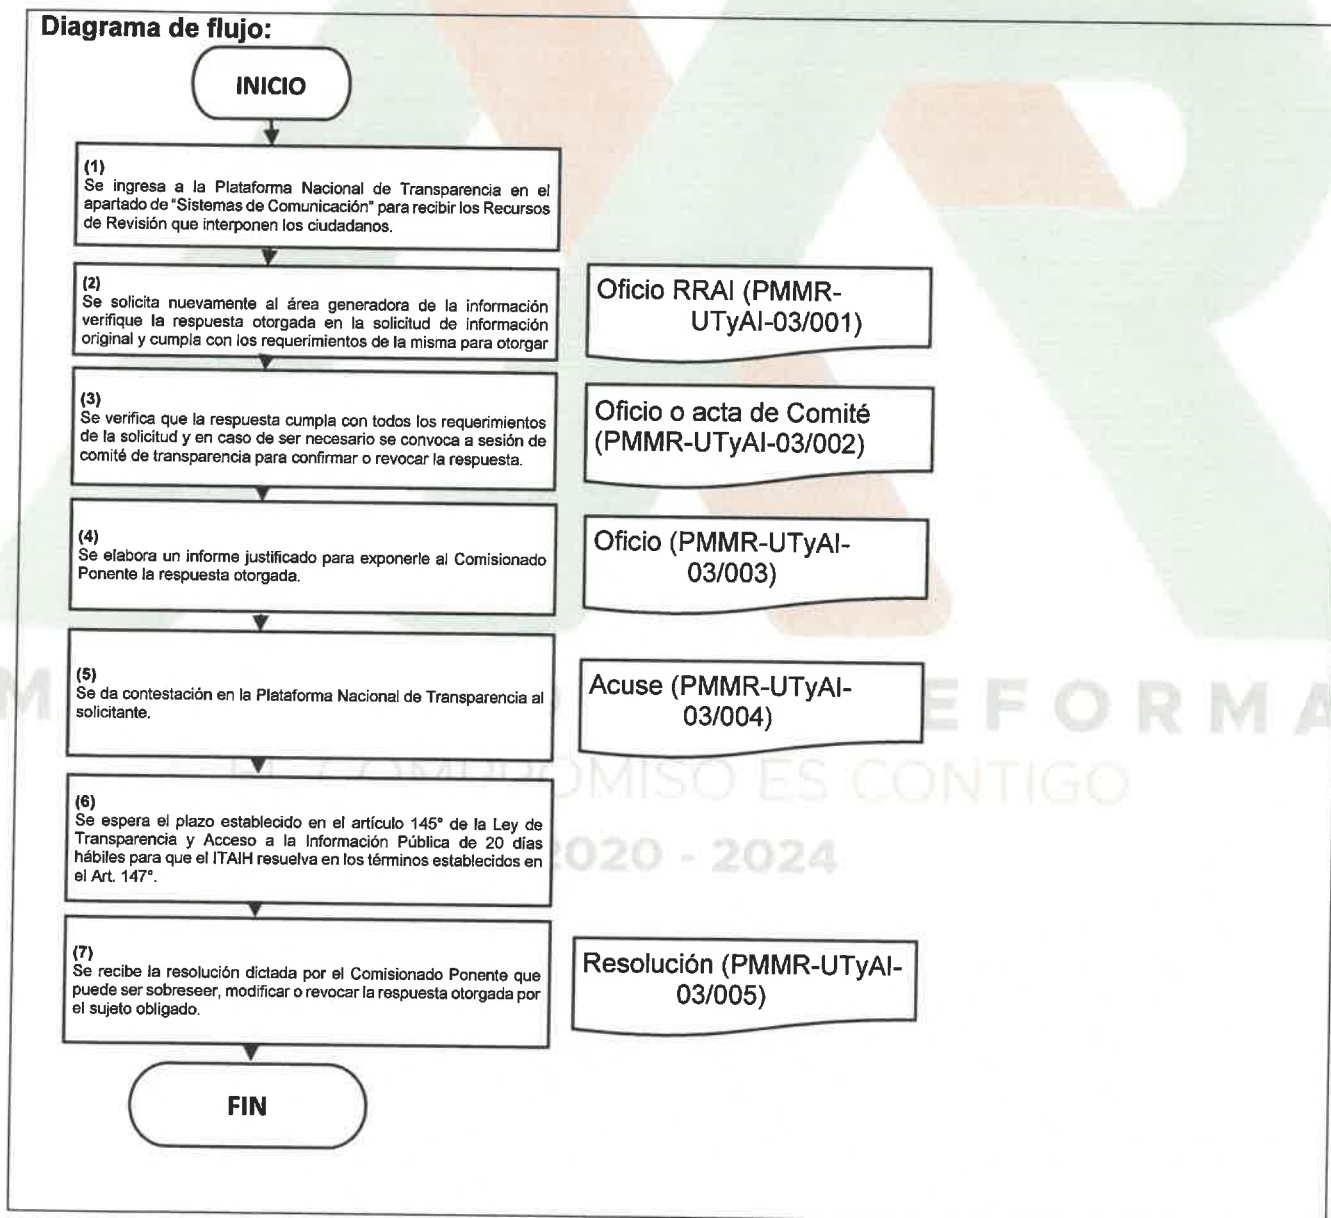 Diagrama de flujo:
INICIO
(1)
Se ingresa a la Plataforma Nacional de Transparencia en el
apartado de "Sistemas de Comunicación" para recibir los Recursos
de Revisión que interponen los ciudadanos.
(2)
Se solicita nuevamente al área generadora de la información
verifique la respuesta otorgada en la solicitud de información
original y cumpla con los requerimientos de la misma para otorgar
Oficio RRAI (PMMR-
UTyAI-03/001)
(3)
Se verifica que la respuesta cumpla con todos los requerimientos
de la solicitud y en caso de ser necesario se convoca a sesión de
comité de transparencia para confirmar o revocar la respuesta.
Oficio o acta de Comité
(PMMR-UTyAI-03/002)
(4)
Se elabora un informe justificado para exponerle al Comisionado
Ponente la respuesta otorgada.
Oficio (PMMR-UTyAI-
03/003)
(5)
Se da contestación en la Plataforma Nacional de Transparencia al
solicitante.
Acuse (PMMR-UTyAI-
03/004)
M EFORMA
COMPROMISO ES CONTIGO
(6)
Se espera el plazo establecido en el artículo 145° de la Ley de
Transparencia y Acceso a la Información Pública de 20 días
hábiles para que el ITAIH resuelva en los términos establecidos en
el Art. 147°.
2020 - 2024
(7)
Se recibe la resolución dictada por el Comisionado Ponente que
puede ser sobreseer, modificar o revocar la respuesta otorgada por
el sujeto obligado.
Resolución (PMMR-UTyAI-
03/005)
FIN